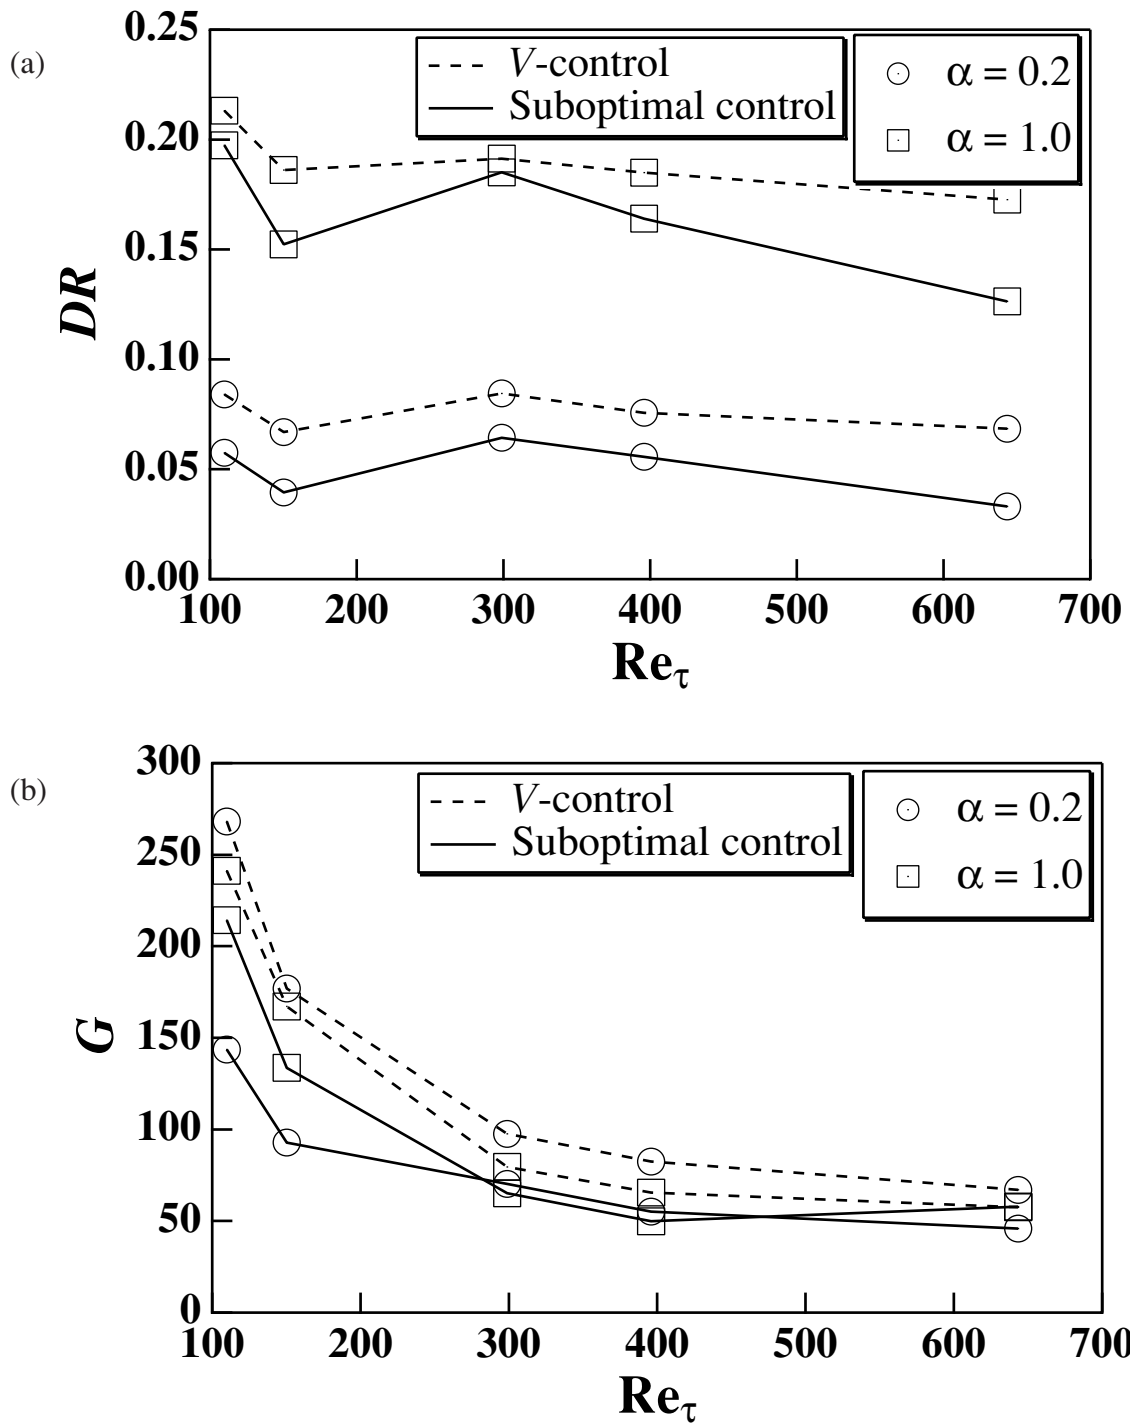 (a)
0.25
0.20
0.15
0.10
0.05
0.00
DR
V-control
Suboptimal control
α = 0.2
α = 1.0
100 200 300 400 500 600 700
Reτ
(b)
300
250
200
150
100
50
0
G
V-control
Suboptimal control
α = 0.2
α = 1.0
100 200 300 400 500 600 700
Reτ